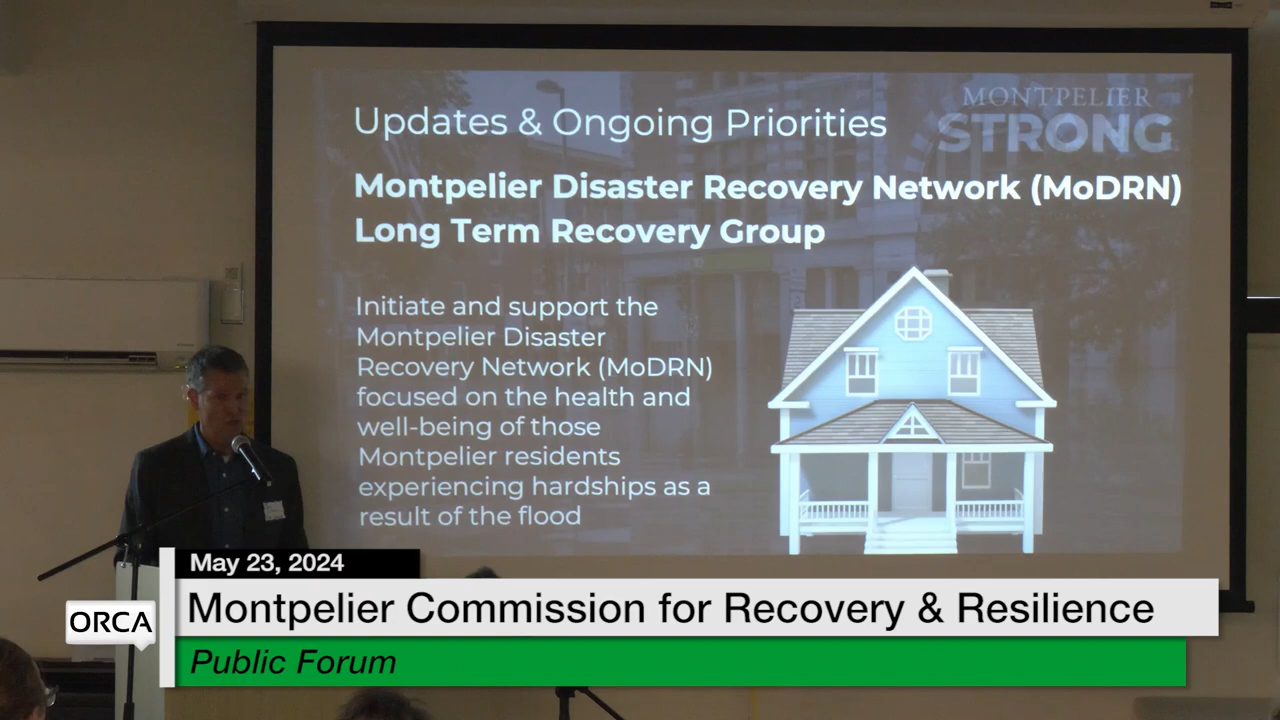 MONTPELIER
STRONG
Updates & Ongoing Priorities
Montpelier Disaster Recovery Network (MoDRN)
Long Term Recovery Group
Initiate and support the
Montpelier Disaster
Recovery Network (MoDRN)
focused on the health and
well-being of those
Montpelier residents
experiencing hardships as a
result of the flood
May 23, 2024
ORCA
Montpelier Commission for Recovery & Resilience
Public Forum